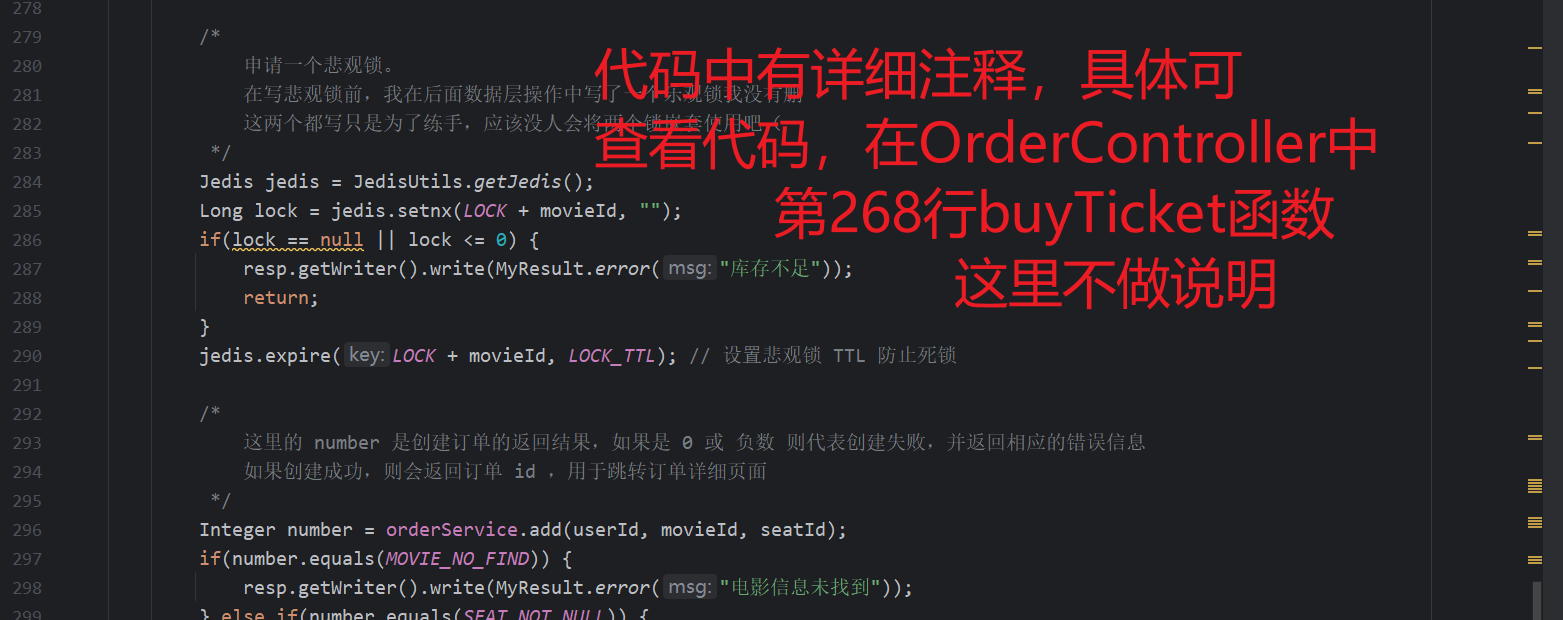 278
279 /*
280 申请一个悲观锁。
281 在写悲观锁前，我在后面数据层操作中写了一个乐观锁我没有删
282 这两个都写只是为了练手，应该没人会将两个锁嵌套使用吧（
283 */
284 Jedis jedis = JedisUtils.getJedis();
285 Long lock = jedis.setnx(LOCK + movieId, "");
286 if(lock == null || lock <= 0) {
287 resp.getWriter().write(MyResult.error( msg: "库存不足"));
288 return;
289 }
290 jedis.expire( key: LOCK + movieId, LOCK_TTL); // 设置悲观锁 TTL 防止死锁
291
292 /*
293 这里的 number 是创建订单的返回结果，如果是 0 或 负数 则代表创建失败，并返回相应的错误信息
294 如果创建成功，则会返回订单 id ，用于跳转订单详细页面
295 */
296 Integer number = orderService.add(userId, movieId, seatId);
297 if(number.equals(MOVIE_NO_FIND)) {
298 resp.getWriter().write(MyResult.error( msg: "电影信息未找到"));
299 } else if(number.equals(SEAT_NOT_NULL)) {
代码中有详细注释，具体可
查看代码，在OrderController中
第268行buyTicket函数
这里不做说明